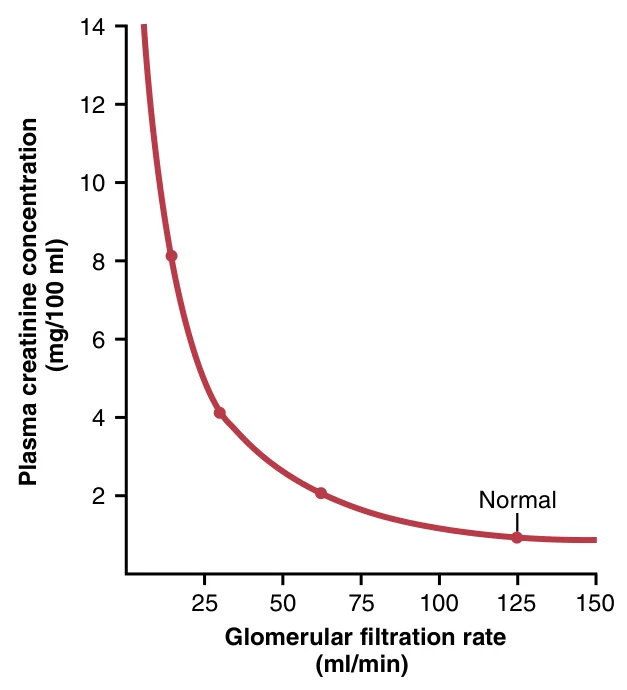 14
12
10
8
6
4
2
Plasma creatinine concentration
(mg/100 ml)
Normal
25 50 75 100 125 150
Glomerular filtration rate
(ml/min)